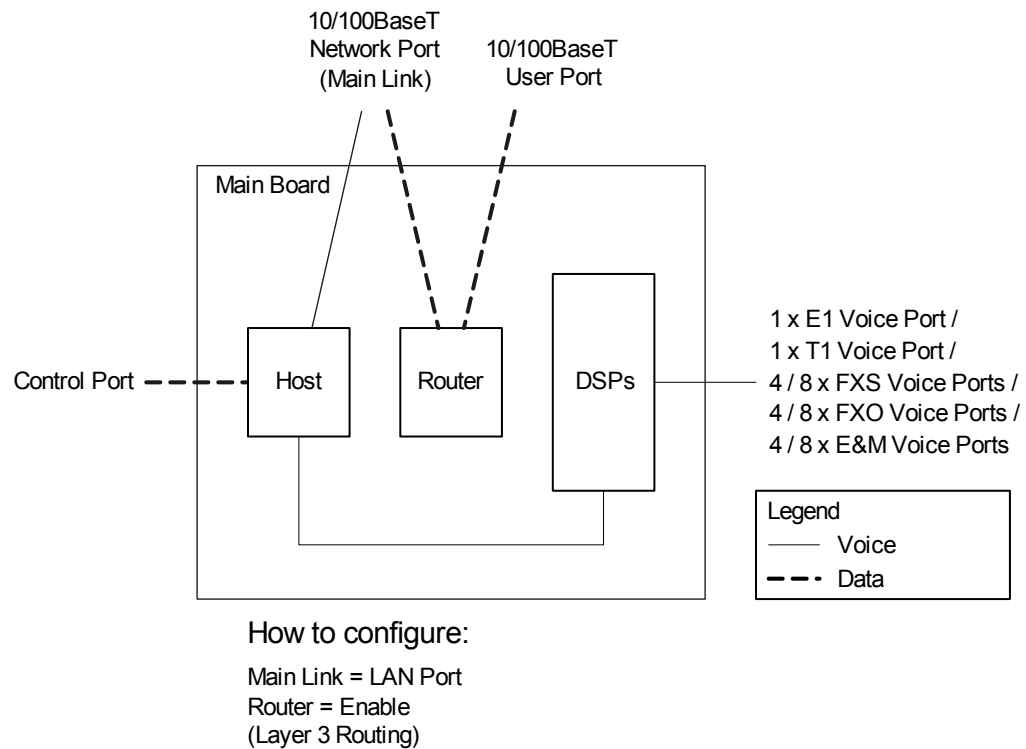 10/100BaseT
Network Port
(Main Link)
10/100BaseT
User Port
Main Board
Control Port
Host
Router
DSPs
1 x E1 Voice Port /
1 x T1 Voice Port /
4 / 8 x FXS Voice Ports /
4 / 8 x FXO Voice Ports /
4 / 8 x E&M Voice Ports
Legend
Voice
Data
How to configure:
Main Link = LAN Port
Router = Enable
(Layer 3 Routing)